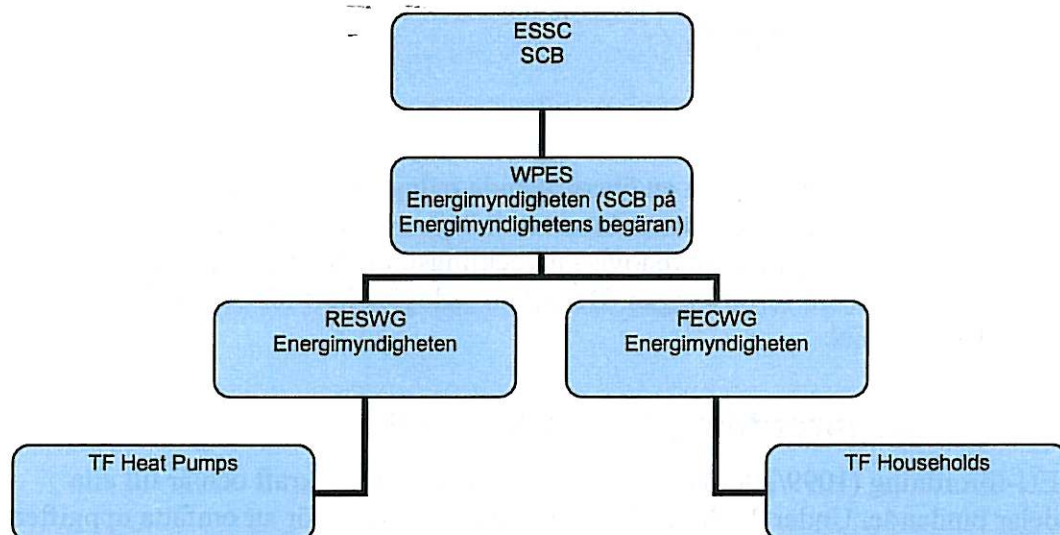 ESSC
SCB
WPES
Energimyndigheten (SCB på
Energimyndighetens begäran)
RESWG
Energimyndigheten
FECWG
Energimyndigheten
TF Heat Pumps
TF Households